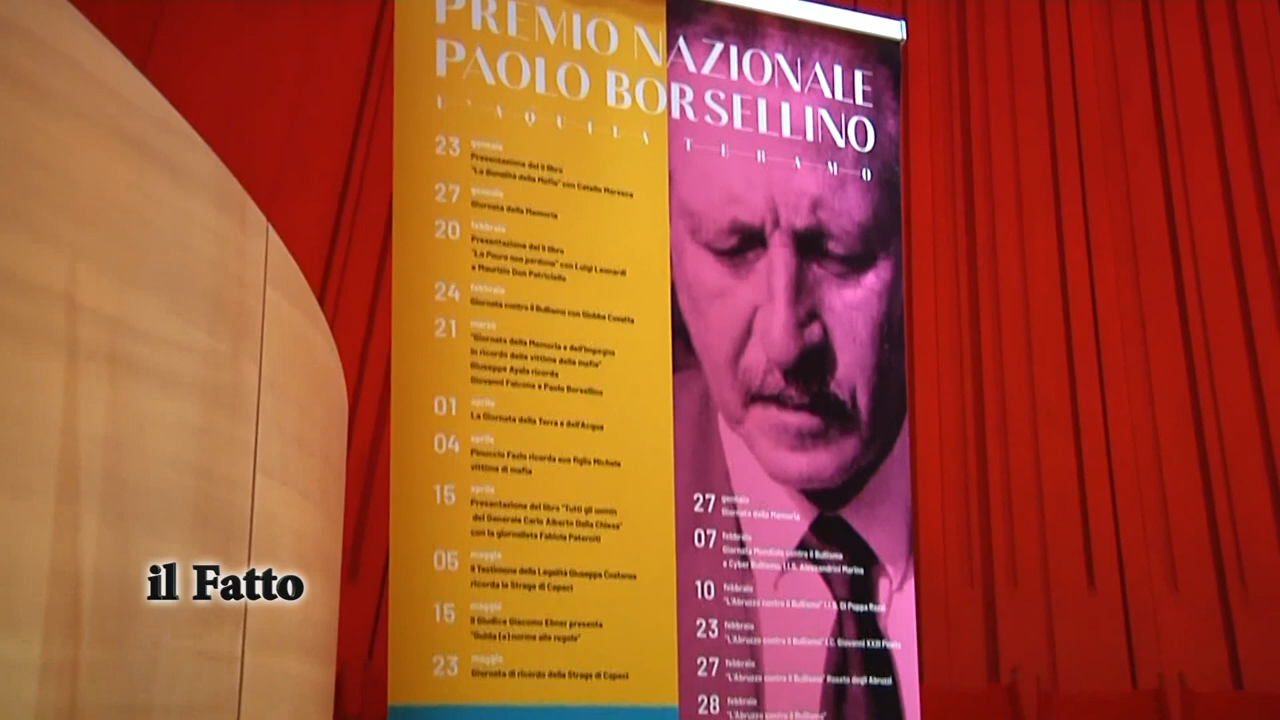 PREMIO NAZIONALE
PAOLO BORSELLINO
L'AQUILA TERAMO
23 gennaio
Presentazione del il libro
"La Genialità della Mafia" con Catello Maresca
27 gennaio
Giornata della Memoria
20 febbraio
Presentazione del il libro
"La Paura non perdona" con Luigi Leonardi
e Maurizio Don Patriciello
24 febbraio
Giornata contro il Bullismo con Giobbe Covatta
21 marzo
"Giornata della Memoria e dell'Impegno
in ricordo delle vittime della mafia"
Giuseppe Ayala ricorda
Giovanni Falcone e Paolo Borsellino
01 aprile
La Giornata della Terra e dell'Acqua
04 aprile
Pinuccio Fazio ricorda suo figlio Michele
vittima di mafia
15 aprile
Presentazione del libro "Tutti gli uomini
del Generale Carlo Alberto Dalla Chiesa"
con la giornalista Fabiola Paterniti
05 maggio
Il Testimone della Legalità Giuseppe Costanza
ricorda la Strage di Capaci
15 maggio
Il Giudice Giacomo Ebner presenta
"Guida (e) norme alle regole"
23 maggio
Giornata di ricordo della Strage di Capaci
27 gennaio
Giornata della Memoria
07 febbraio
Giornata Mondiale contro il Bullismo
e Cyber Bullismo I.I.S. Alessandrini Marino
10 febbraio
"L'Abruzzo contro il Bullismo" I.I.S. Di Poppa Rozzi
23 febbraio
"L'Abruzzo contro il Bullismo" I.C. Giovanni XXIII Pineto
27 febbraio
"L'Abruzzo contro il Bullismo" Roseto degli Abruzzi
28 febbraio
"L'Abruzzo contro il Bullismo"
il Fatto